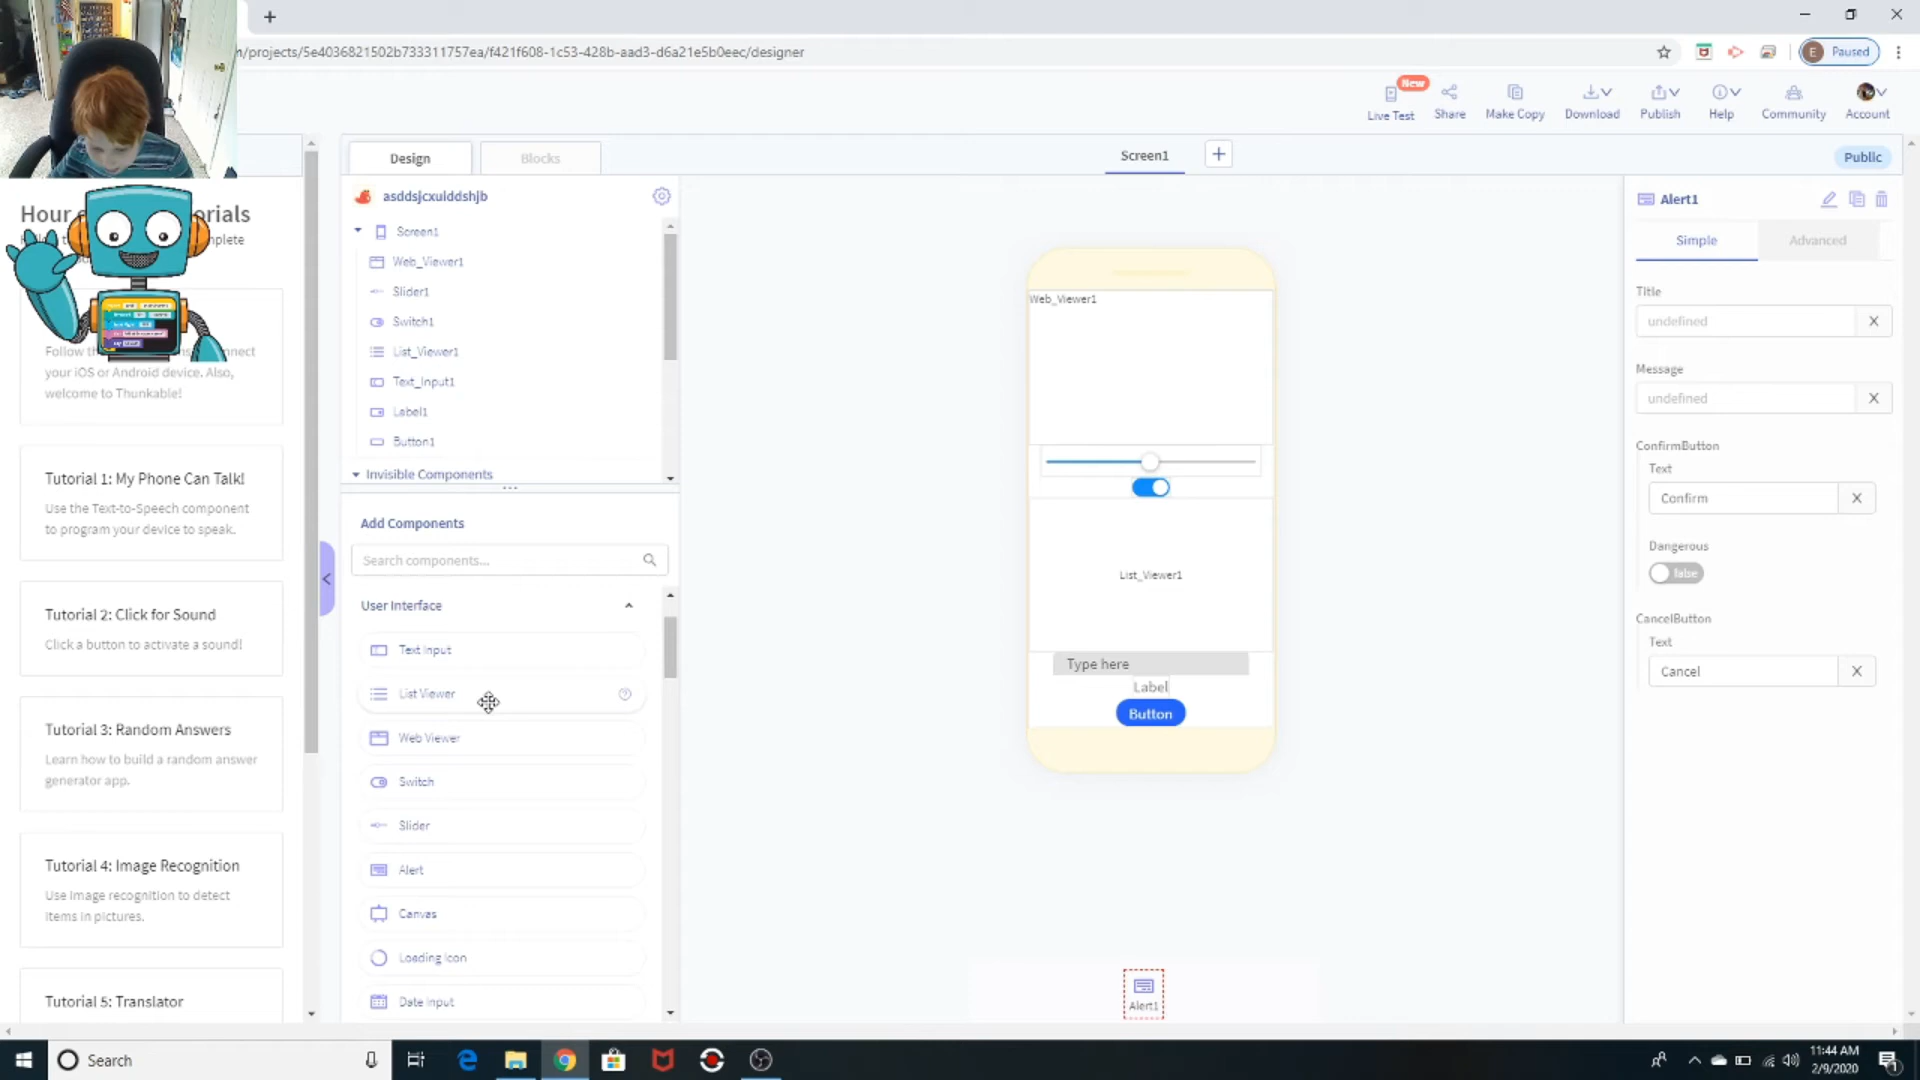 n/projects/5e4036821502b733311757ea/f421f608-1c53-428b-aad3-d6a21e5b0eec/designer
E Paused
New
Live Test
Share
Make Copy
Download
Publish
Help
Community
Account
Design
Blocks
Screen1
Public
Hour
orials
mplete
Follow th
nnect
your iOS or Android device. Also,
welcome to Thunkable!
Tutorial 1: My Phone Can Talk!
Use the Text-to-Speech component
to program your device to speak.
Tutorial 2: Click for Sound
Click a button to activate a sound!
Tutorial 3: Random Answers
Learn how to build a random answer
generator app.
Tutorial 4: Image Recognition
Use image recognition to detect
items in pictures.
Tutorial 5: Translator
asddsjcxuiddshjb
Screen1
Web_Viewer1
Slider1
Switch1
List_Viewer1
Text_Input1
Label1
Button1
Invisible Components
Add Components
Search components...
User Interface
Text Input
List Viewer
Web Viewer
Switch
Slider
Alert
Canvas
Loading Icon
Date Input
Web_Viewer1
List_Viewer1
Type here
Label
Button
Alert1
Alert1
Simple
Advanced
Title
undefined
X
Message
undefined
X
ConfirmButton
Text
Confirm
X
Dangerous
false
CancelButton
Text
Cancel
X
Search
11:44 AM
2/9/2020
1